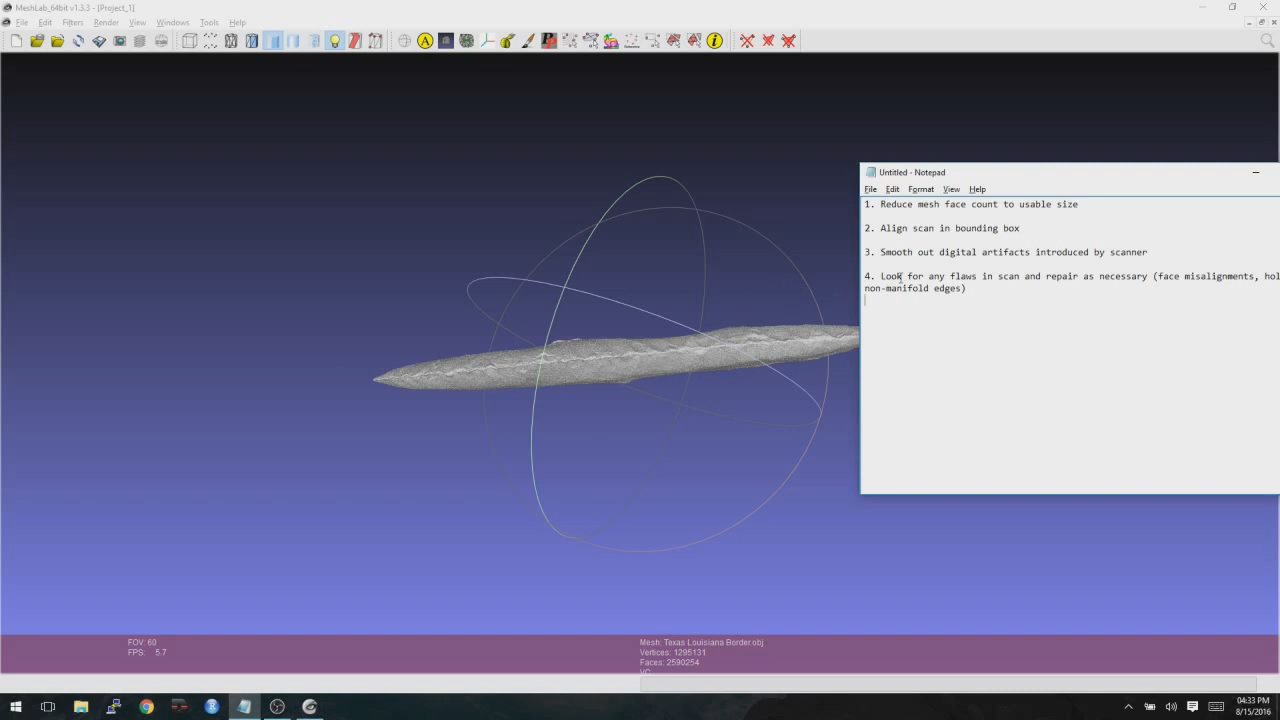 MeshLab_64bit v1.3.3 - [Project_1]
File Edit Filters Render View Windows Tools Help
Untitled - Notepad
File Edit Format View Help
1. Reduce mesh face count to usable size
2. Align scan in bounding box
3. Smooth out digital artifacts introduced by scanner
4. Look for any flaws in scan and repair as necessary (face misalignments, hol
non-manifold edges)
FOV: 60
FPS: 5.7
Mesh: Texas Louisiana Border.obj
Vertices: 1295131
Faces: 2590254
VC:
04:33 PM
8/15/2016